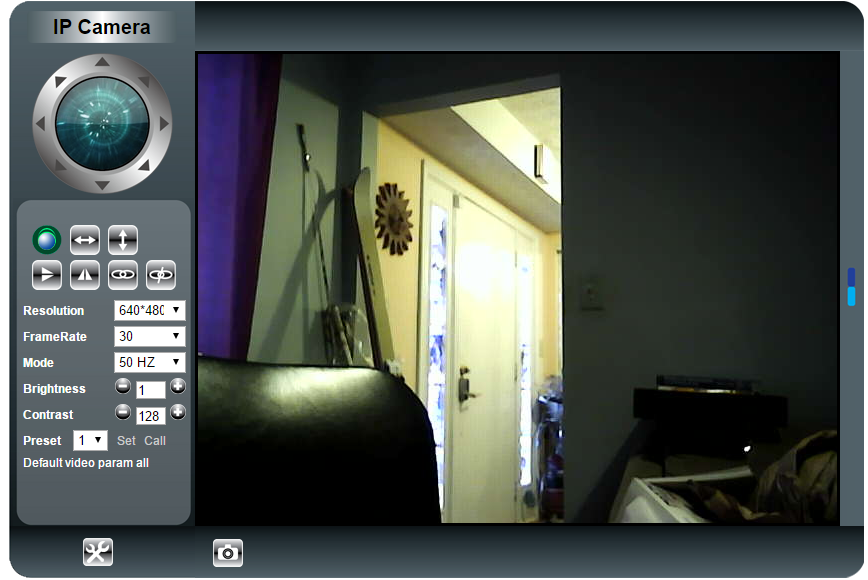 IP Camera
Resolution 640*480
FrameRate 30
Mode 50 HZ
Brightness 1
Contrast 128
Preset 1 Set Call
Default video param all